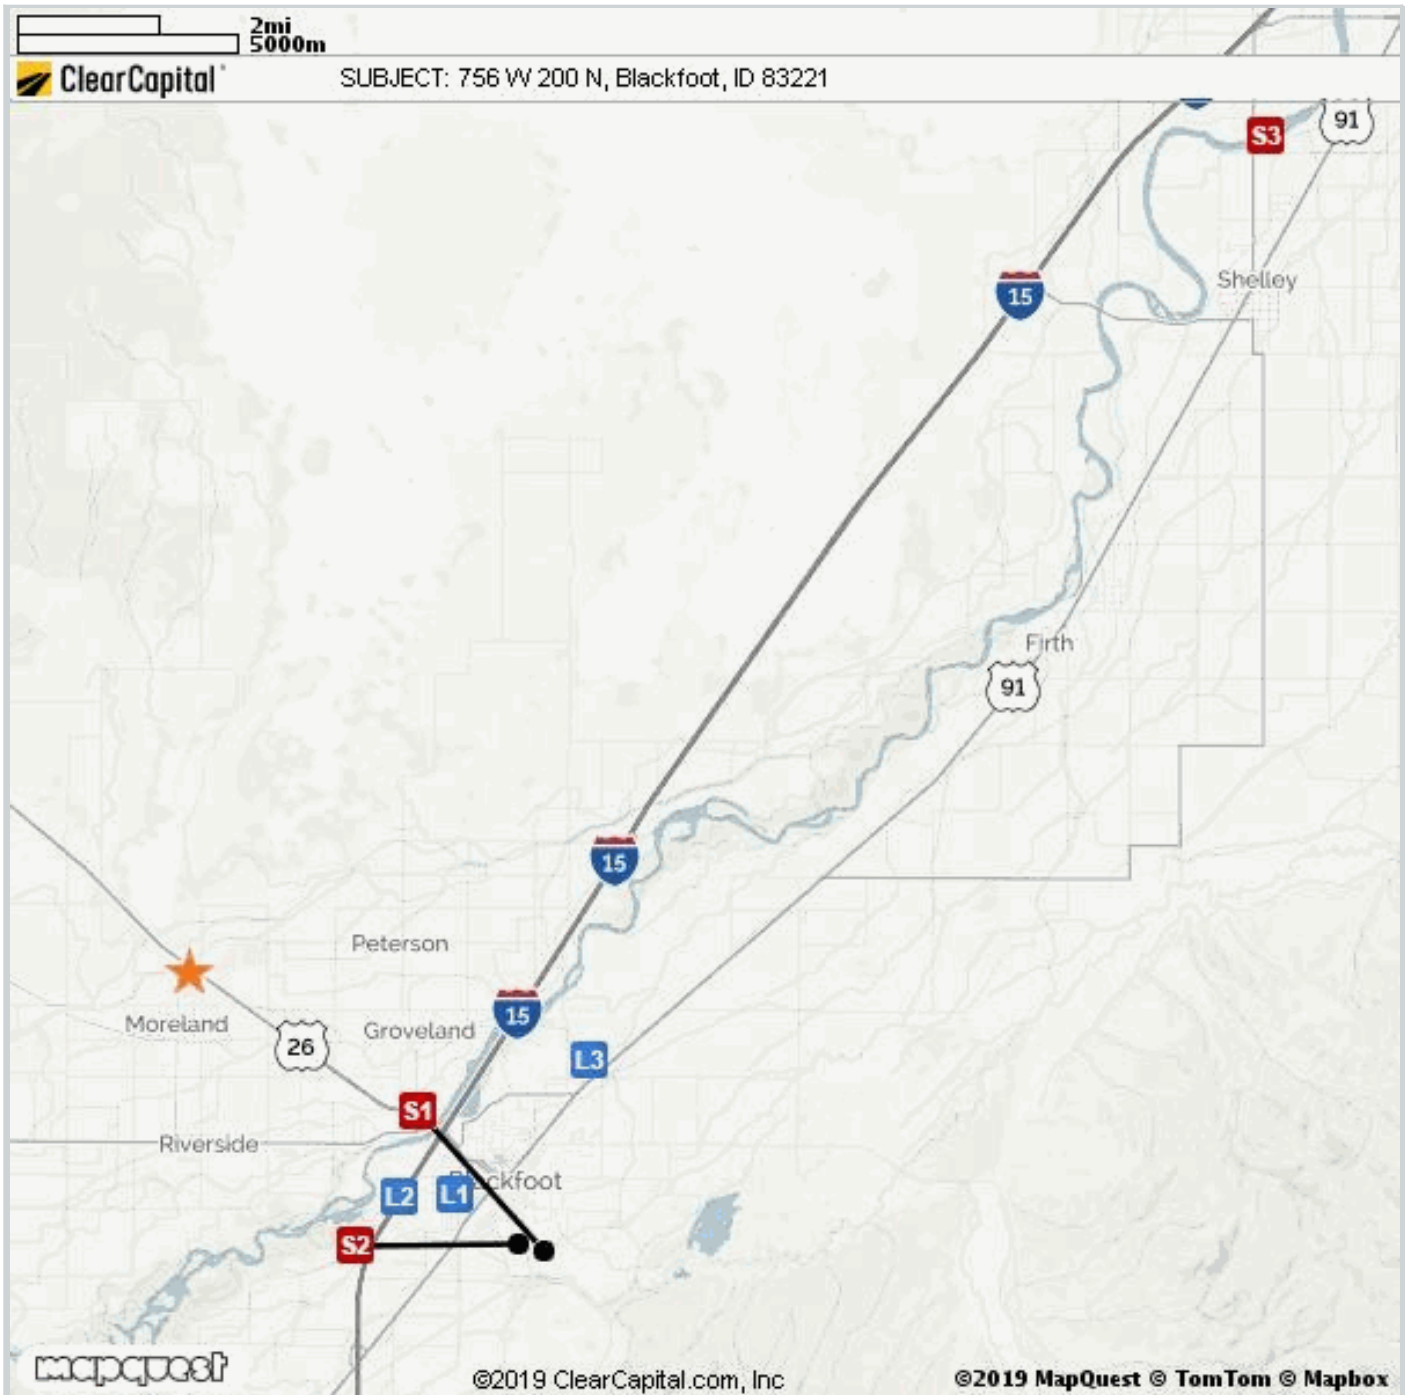 2mi
5000m
ClearCapital
SUBJECT: 756 W 200 N, Blackfoot, ID 83221
91
S3
Shelley
15
Firth
91
15
Peterson
15
Moreland
Groveland
26
L3
S1
Riverside
L2
L1
ckfoot
S2
mapquest
©2019 ClearCapital.com, Inc
©2019 MapQuest © TomTom © Mapbox